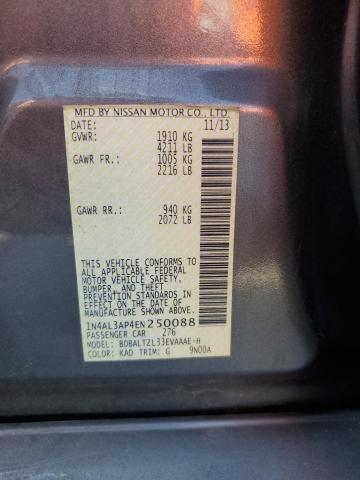 MFD BY NISSAN MOTOR CO., LTD.
DATE: 11/13
GVWR: 1910 KG
4211 LB
GAWR FR.: 1005 KG
2216 LB
GAWR RR.: 940 KG
2072 LB
THIS VEHICLE CONFORMS TO
ALL APPLICABLE FEDERAL
MOTOR VEHICLE SAFETY,
BUMPER, AND THEFT
PREVENTION STANDARDS
IN EFFECT ON THE DATE OF
MANUFACTURE SHOWN ABOVE.
1N4AL3AP4EN250088
PASSENGER CAR 276
MODEL: BDBALTZL33EVAAAE-H
COLOR: KAD TRIM: G 9N00A